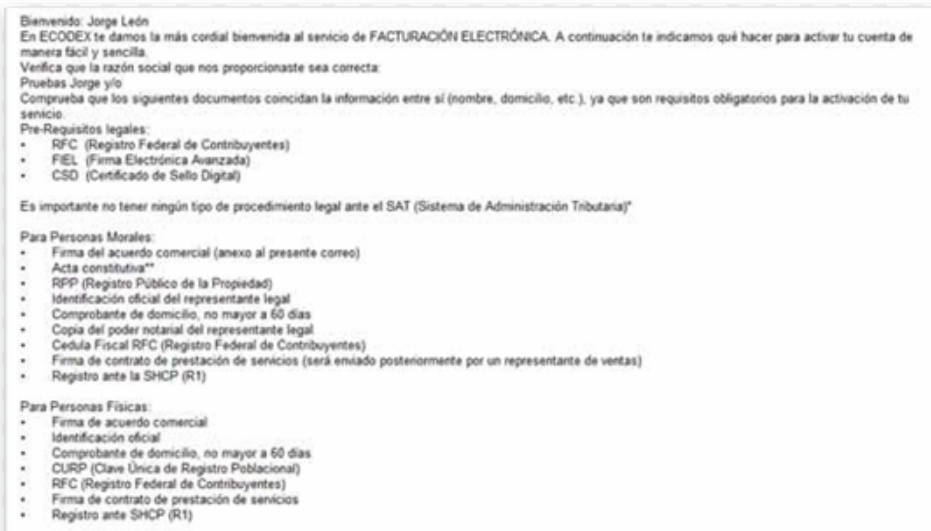 Bienvenido: Jorge León
En ECODEX te damos la más cordial bienvenida al servicio de FACTURACIÓN ELECTRÓNICA. A continuación te indicamos qué hacer para activar tu cuenta de
manera fácil y sencilla.
Verifica que la razón social que nos proporcionaste sea correcta:
Pruebas Jorge y/o
Comprueba que los siguientes documentos coincidan la información entre sí (nombre, domicilio, etc.), ya que son requisitos obligatorios para la activación de tu
servicio.
Pre-Requisitos legales:
• RFC (Registro Federal de Contribuyentes)
• FIEL (Firma Electrónica Avanzada)
• CSD (Certificado de Sello Digital)
Es importante no tener ningún tipo de procedimiento legal ante el SAT (Sistema de Administración Tributaria)*
Para Personas Morales:
• Firma del acuerdo comercial (anexo al presente correo)
• Acta constitutiva**
• RPP (Registro Público de la Propiedad)
• Identificación oficial del representante legal
• Comprobante de domicilio, no mayor a 60 días
• Copia del poder notarial del representante legal
• Cedula Fiscal RFC (Registro Federal de Contribuyentes)
• Firma de contrato de prestación de servicios (será enviado posteriormente por un representante de ventas)
• Registro ante la SHCP (R1)
Para Personas Físicas:
• Firma de acuerdo comercial
• Identificación oficial
• Comprobante de domicilio, no mayor a 60 días
• CURP (Clave Única de Registro Poblacional)
• RFC (Registro Federal de Contribuyentes)
• Firma de contrato de prestación de servicios
• Registro ante SHCP (R1)